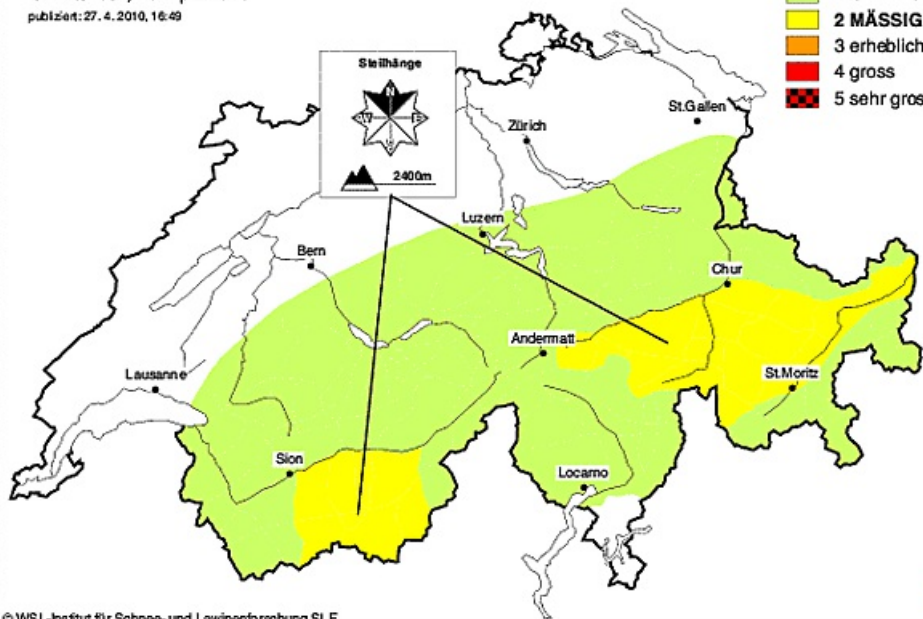 publiziert: 27. 4. 2010, 16:49
2 MÄSSIG
3 erheblich
4 gross
5 sehr gros
Steilhänge
N
W E
S
2400m
St.Gallen
Zürich
Luzern
Bern
Chur
Andermatt
Lausanne
St.Moritz
Sion
Locarno
© WSL-Institut für Schnee- und Lawinenforschung SLF